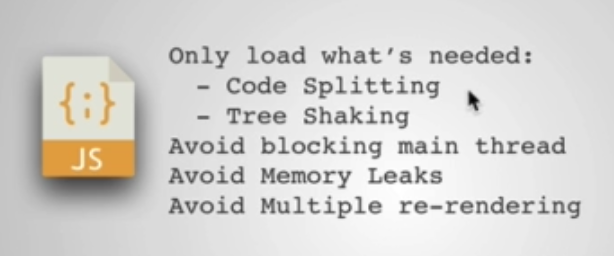 {;}
JS
Only load what's needed:
- Code Splitting
- Tree Shaking
Avoid blocking main thread
Avoid Memory Leaks
Avoid Multiple re-rendering